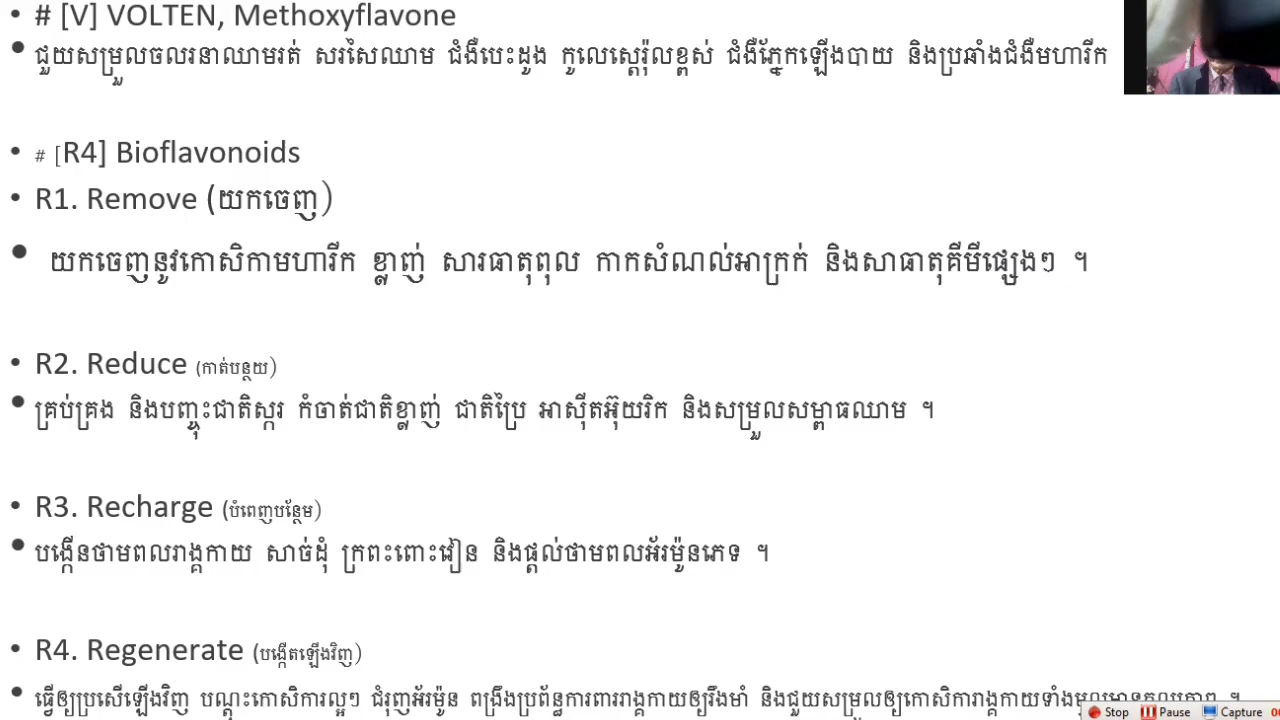 # [V] VOLTEN, Methoxyflavone
ជួយសម្រួលចលរនាឈាមរត់ សរសៃឈាម ជំងឺបេះដូង កូលេស្តេរ៉ុលខ្ពស់ ជំងឺភ្នែកឡើងបាយ និងប្រឆាំងជំងឺមហារីក
# [R4] Bioflavonoids
R1. Remove (យកចេញ)
យកចេញនូវកោសិកាមហារីក ខ្លាញ់ សារធាតុពុល កាកសំណល់អាក្រក់ និងសាធាតុគីមីផ្សេងៗ ។
R2. Reduce (កាត់បន្ថយ)
គ្រប់គ្រង និងបញ្ចុះជាតិស្ករ កំចាត់ជាតិខ្លាញ់ ជាតិប្រៃ អាស៊ីតអ៊ុយរិក និងសម្រួលសម្ពាធឈាម ។
R3. Recharge (បំពេញបន្ថែម)
បង្កើនថាមពលរាង្គកាយ សាច់ដុំ ក្រពះពោះវៀន និងផ្តល់ថាមពលអ័រម៉ូនភេទ ។
R4. Regenerate (បង្កើតឡើងវិញ)
ធ្វើឲ្យប្រសើឡើងវិញ បណ្តុះកោសិការល្អៗ ជំរុញអ័រម៉ូន ពង្រឹងប្រព័ន្ធការពាររាង្គកាយឲ្យរឹងមាំ និងជួយសម្រួលឲ្យកោសិការាង្គកាយទាំងមូលមានតុល្យភាព ។
Stop Pause Capture